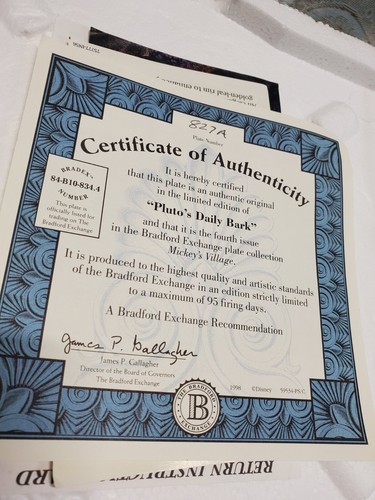 827A
Plate Number
Certificate of Authenticity
BRADEX
84-B10-834.4
NUMBER
This plate is
officially listed for
trading on The
Bradford Exchange
It is hereby certified
that this plate is an authentic original
in the limited edition of
"Pluto's Daily Bark"
and that it is the fourth issue
in the Bradford Exchange plate collection
Mickey's Village.
It is produced to the highest quality and artistic standards
of the Bradford Exchange in an edition strictly limited
to a maximum of 95 firing days.
A Bradford Exchange Recommendation
James P. Gallagher
James P. Gallagher
Director of the Board of Governors
The Bradford Exchange
THE BRADFORD
B
EXCHANGE
1998
©Disney
golden leaf rim to
RETURN